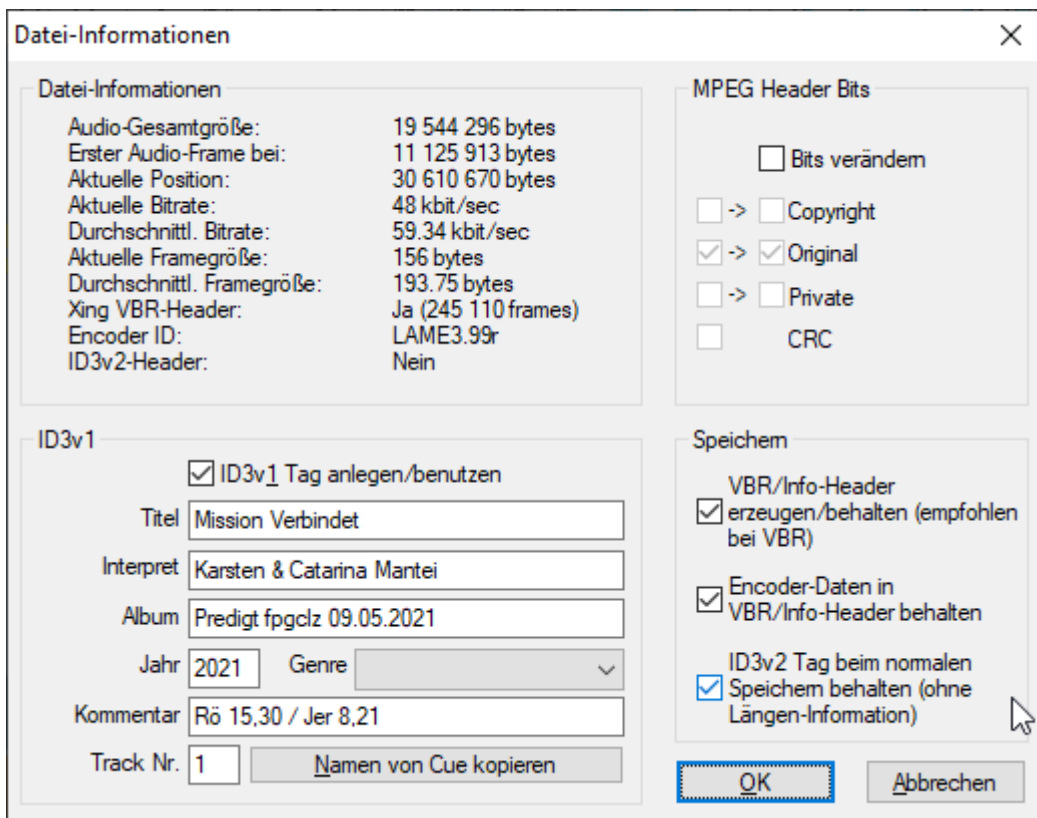 Datei-Informationen
Datei-Informationen
Audio-Gesamtgröße: 19 544 296 bytes
Erster Audio-Frame bei: 11 125 913 bytes
Aktuelle Position: 30 610 670 bytes
Aktuelle Bitrate: 48 kbit/sec
Durchschnittl. Bitrate: 59.34 kbit/sec
Aktuelle Framegröße: 156 bytes
Durchschnittl. Framegröße: 193.75 bytes
Xing VBR-Header: Ja (245 110 frames)
Encoder ID: LAME3.99r
ID3v2-Header: Nein
MPEG Header Bits
Bits verändern
-> Copyright
-> Original
-> Private
CRC
ID3v1
ID3v1 Tag anlegen/benutzen
Titel Mission Verbindet
Interpret Karsten & Catarina Mantei
Album Predigt fpgclz 09.05.2021
Jahr 2021 Genre
Kommentar Rö 15,30 / Jer 8,21
Track Nr. 1 Namen von Cue kopieren
Speichern
VBR/Info-Header
erzeugen/behalten (empfohlen
bei VBR)
Encoder-Daten in
VBR/Info-Header behalten
ID3v2 Tag beim normalen
Speichern behalten (ohne
Längen-Information)
OK Abbrechen